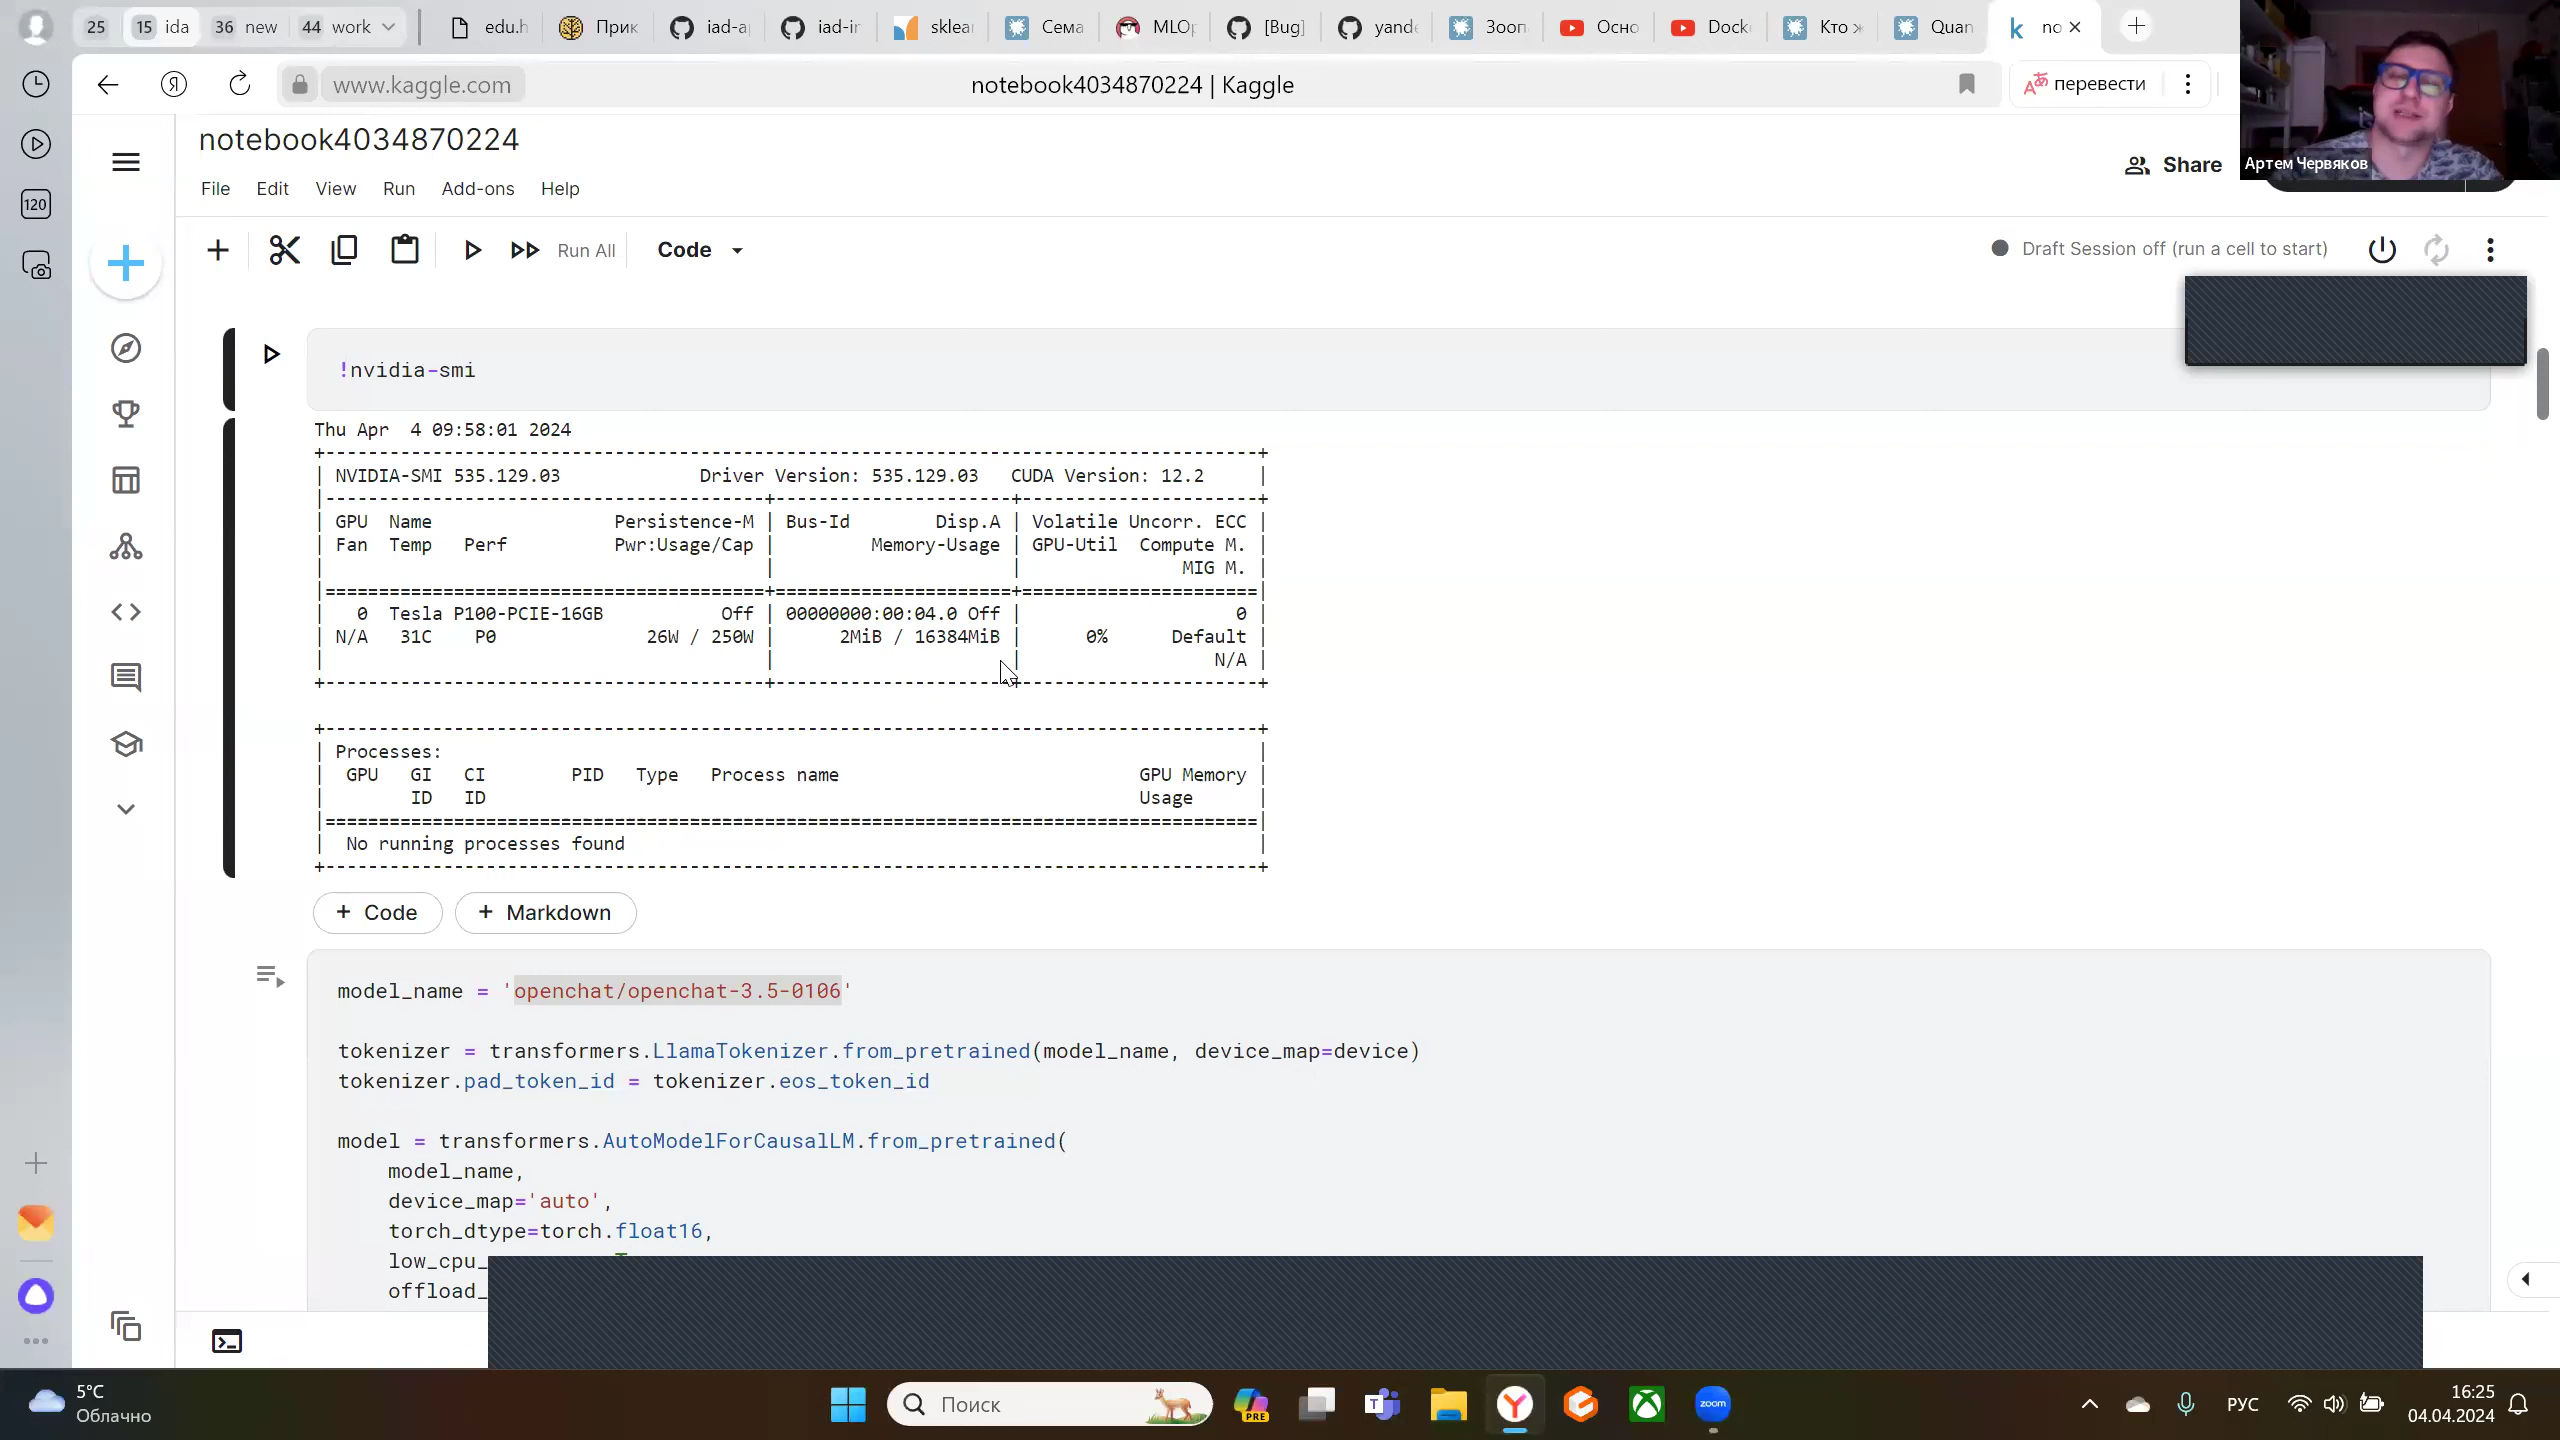 25
15 ida
36 new
44 work
edu.h
Прик
iad-a
iad-in
sklear
Сема
MLOp
[Bug]
yande
Зооп
Осно
Dock
Кто ж
Quan
no
www.kaggle.com
notebook4034870224 | Kaggle
перевести
120
notebook4034870224
File Edit View Run Add-ons Help
Share
Артем Червяков
Run All
Code
Draft Session off (run a cell to start)
!nvidia-smi
Thu Apr  4 09:58:01 2024
+---------------------------------------------------------------------------------------+
| NVIDIA-SMI 535.129.03             Driver Version: 535.129.03   CUDA Version: 12.2     |
|-----------------------------------------+----------------------+----------------------+
| GPU  Name                 Persistence-M | Bus-Id        Disp.A | Volatile Uncorr. ECC |
| Fan  Temp   Perf          Pwr:Usage/Cap |         Memory-Usage | GPU-Util  Compute M. |
|                                         |                      |               MIG M. |
|=========================================+======================+======================|
|   0  Tesla P100-PCIE-16GB           Off | 00000000:00:04.0 Off |                    0 |
| N/A   31C    P0              26W / 250W |      2MiB / 16384MiB |      0%      Default |
|                                         |                      |                  N/A |
+-----------------------------------------+----------------------+----------------------+
+---------------------------------------------------------------------------------------+
| Processes:                                                                            |
|  GPU   GI   CI        PID   Type   Process name                            GPU Memory |
|        ID   ID                                                             Usage      |
|=======================================================================================|
|  No running processes found                                                           |
+---------------------------------------------------------------------------------------+
+ Code
+ Markdown
model_name = 'openchat/openchat-3.5-0106'
tokenizer = transformers.LlamaTokenizer.from_pretrained(model_name, device_map=device)
tokenizer.pad_token_id = tokenizer.eos_token_id
model = transformers.AutoModelForCausalLM.from_pretrained(
    model_name,
    device_map='auto',
    torch_dtype=torch.float16,
    low_cpu_
    offload_
5°C
Облачно
Поиск
PRE
zoom
РУС
16:25
04.04.2024